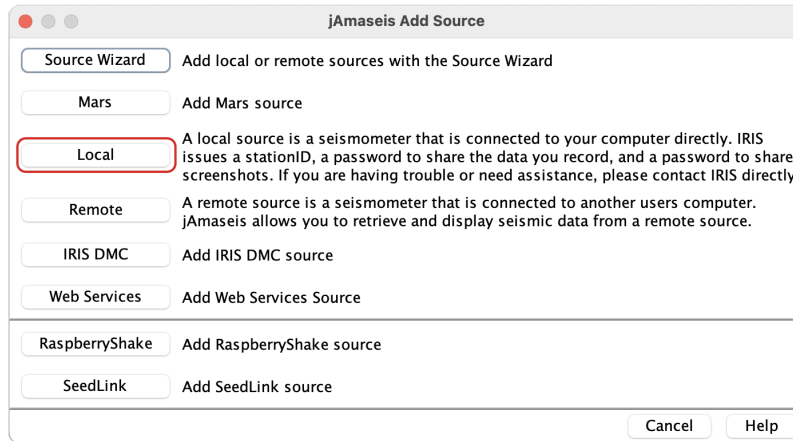 jAmaseis Add Source
Source Wizard Add local or remote sources with the Source Wizard
Mars Add Mars source
A local source is a seismometer that is connected to your computer directly. IRIS
Local issues a stationID, a password to share the data you record, and a password to share
screenshots. If you are having trouble or need assistance, please contact IRIS directly
Remote A remote source is a seismometer that is connected to another users computer.
jAmaseis allows you to retrieve and display seismic data from a remote source.
IRIS DMC Add IRIS DMC source
Web Services Add Web Services Source
RaspberryShake Add RaspberryShake source
SeedLink Add SeedLink source
Cancel Help